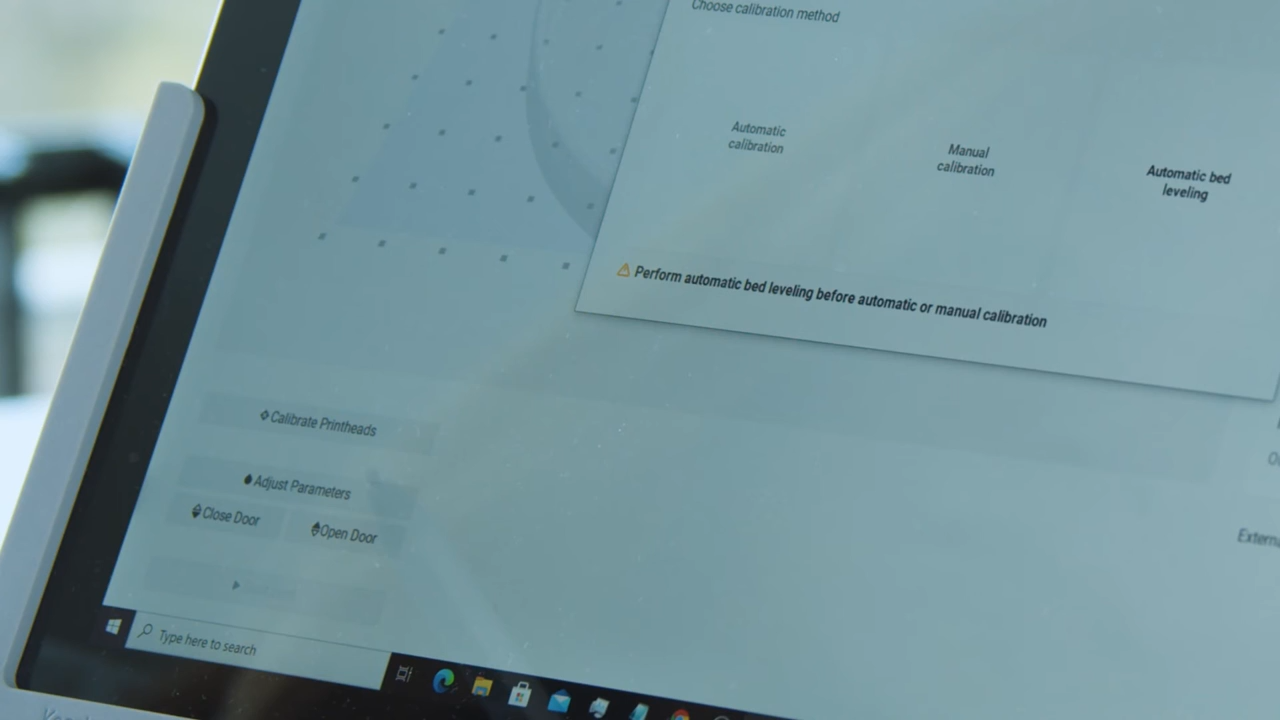 Choose calibration method
Automatic
calibration
Manual
calibration
Automatic bed
leveling
Perform automatic bed leveling before automatic or manual calibration
Calibrate Printheads
Adjust Parameters
Close Door
Open Door
Type here to search